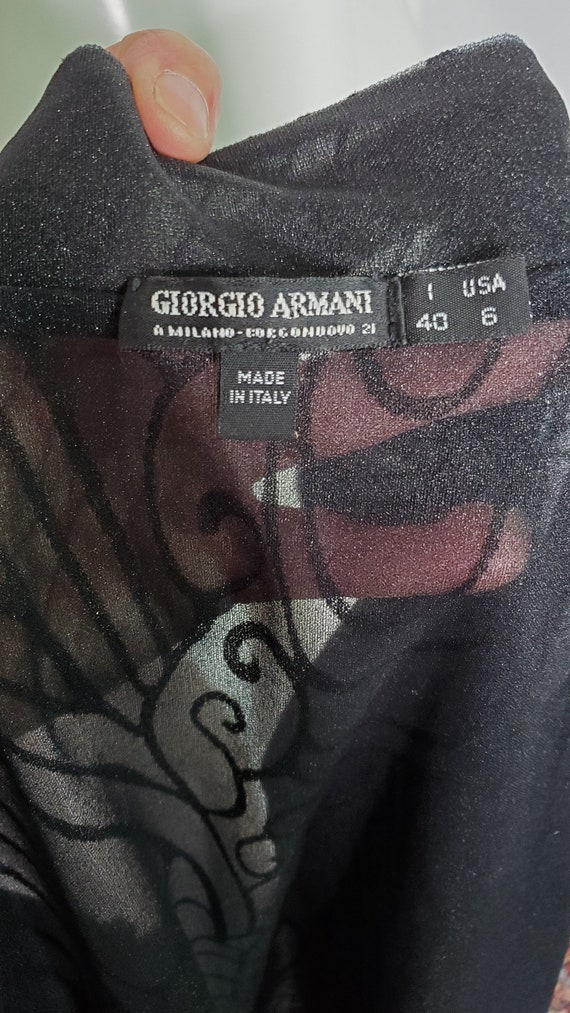 GIORGIO ARMANI
A MILANO-BORGONUOVO 21
I USA
40 6
MADE
IN ITALY